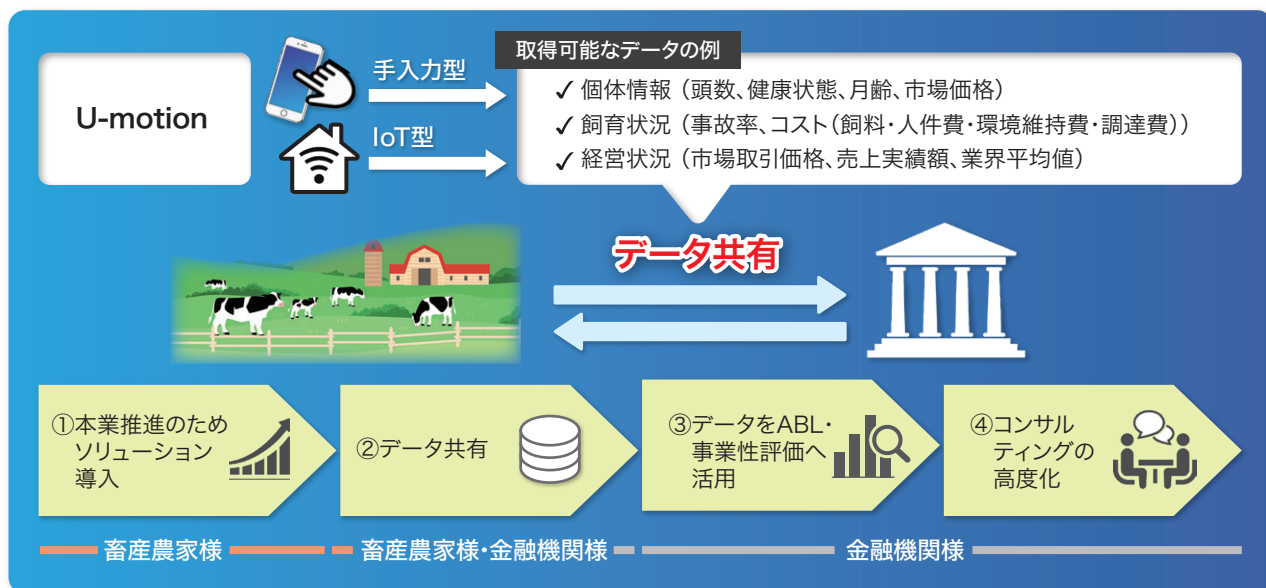 U-motion
手入力型
IoT型
取得可能なデータの例
✓ 個体情報（頭数、健康状態、月齢、市場価格）
✓ 飼育状況（事故率、コスト（飼料・人件費・環境維持費・調達費））
✓ 経営状況（市場取引価格、売上実績額、業界平均値）
データ共有
①本業推進のため
ソリューション
導入
②データ共有
③データをABL・
事業性評価へ
活用
④コンサル
ティングの
高度化
畜産農家様
畜産農家様・金融機関様
金融機関様